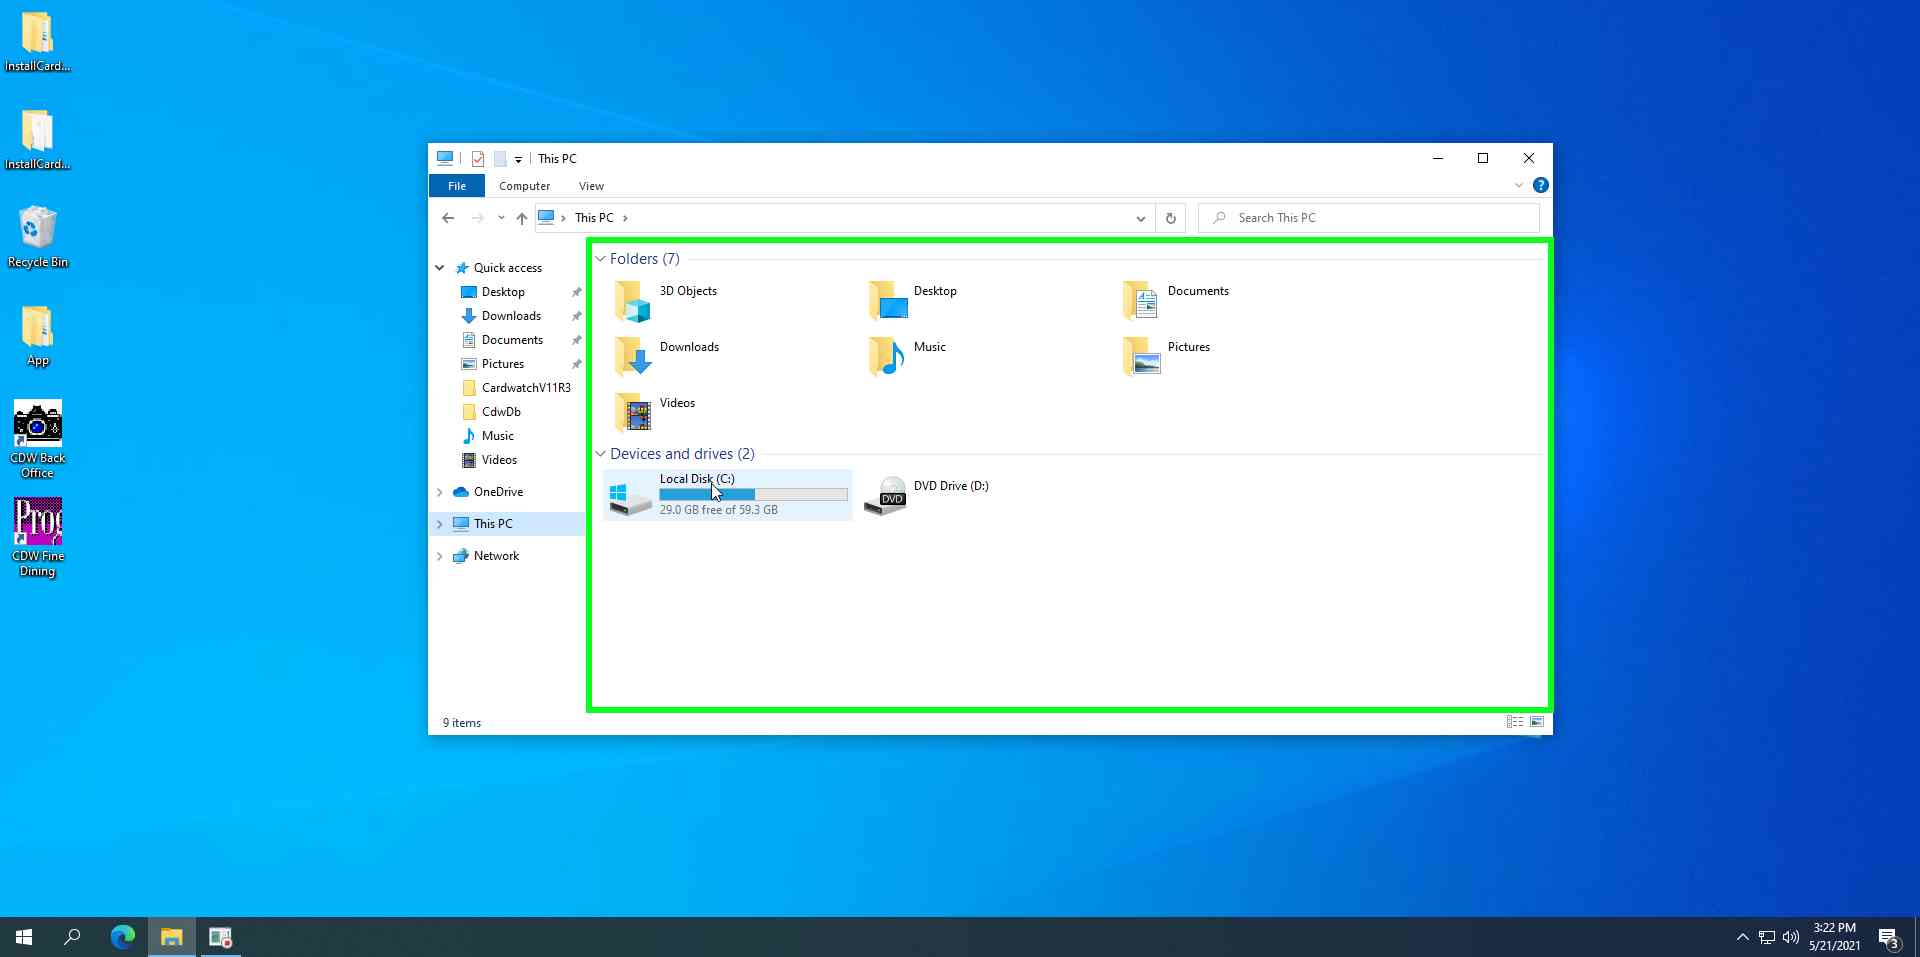 InstallCard...
InstallCard...
Recycle Bin
App
CDW Back
Office
Prog
CDW Fine
Dining
This PC
File
Computer
View
?
This PC
Search This PC
Quick access
Desktop
Downloads
Documents
Pictures
CardwatchV11R3
CdwDb
Music
Videos
OneDrive
This PC
Network
Folders (7)
3D Objects
Desktop
Documents
Downloads
Music
Pictures
Videos
Devices and drives (2)
Local Disk (C:)
29.0 GB free of 59.3 GB
DVD
DVD Drive (D:)
9 items
3:22 PM
5/21/2021
3